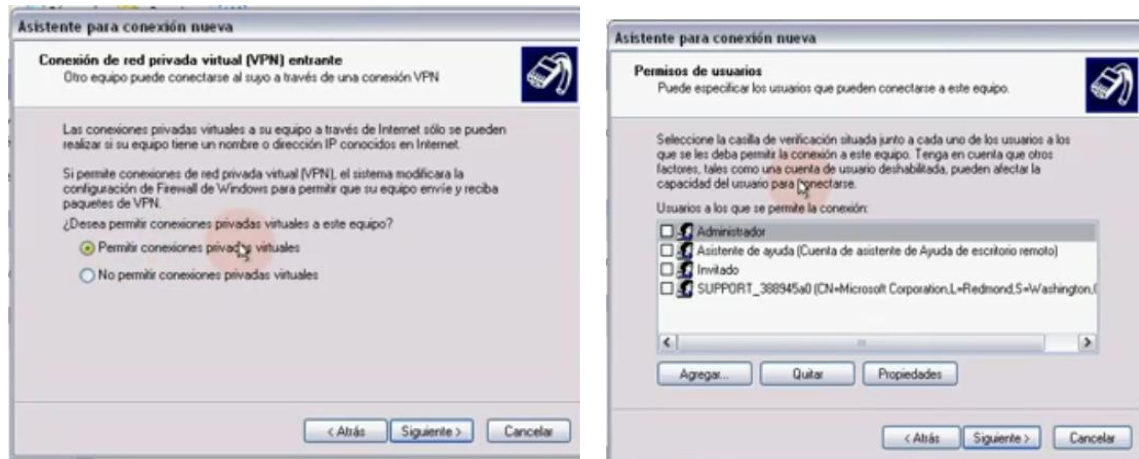 Asistente para conexión nueva
Conexión de red privada virtual (VPN) entrante
Otro equipo puede conectarse al suyo a través de una conexión VPN
Las conexiones privadas virtuales a su equipo a través de Internet sólo se pueden
realizar si su equipo tiene un nombre o dirección IP conocidos en Internet.
Si permite conexiones de red privada virtual (VPN), el sistema modificara la
configuración de Firewall de Windows para permitir que su equipo envíe y reciba
paquetes de VPN.
¿Desea permitir conexiones privadas virtuales a este equipo?
Permitir conexiones privadas virtuales
No permitir conexiones privadas virtuales
< Atrás
Siguiente >
Cancelar
Asistente para conexión nueva
Permisos de usuarios
Puede especificar los usuarios que pueden conectarse a este equipo.
Seleccione la casilla de verificación situada junto a cada uno de los usuarios a los
que se les deba permitir la conexión a este equipo. Tenga en cuenta que otros
factores, tales como una cuenta de usuario deshabilitada, pueden afectar la
capacidad del usuario para conectarse.
Usuarios a los que se permite la conexión:
Administrador
Asistente de ayuda (Cuenta de asistente de Ayuda de escritorio remoto)
Invitado
SUPPORT_388945a0 (CN=Microsoft Corporation,L=Redmond,S=Washington,
Agregar...
Quitar
Propiedades
< Atrás
Siguiente >
Cancelar